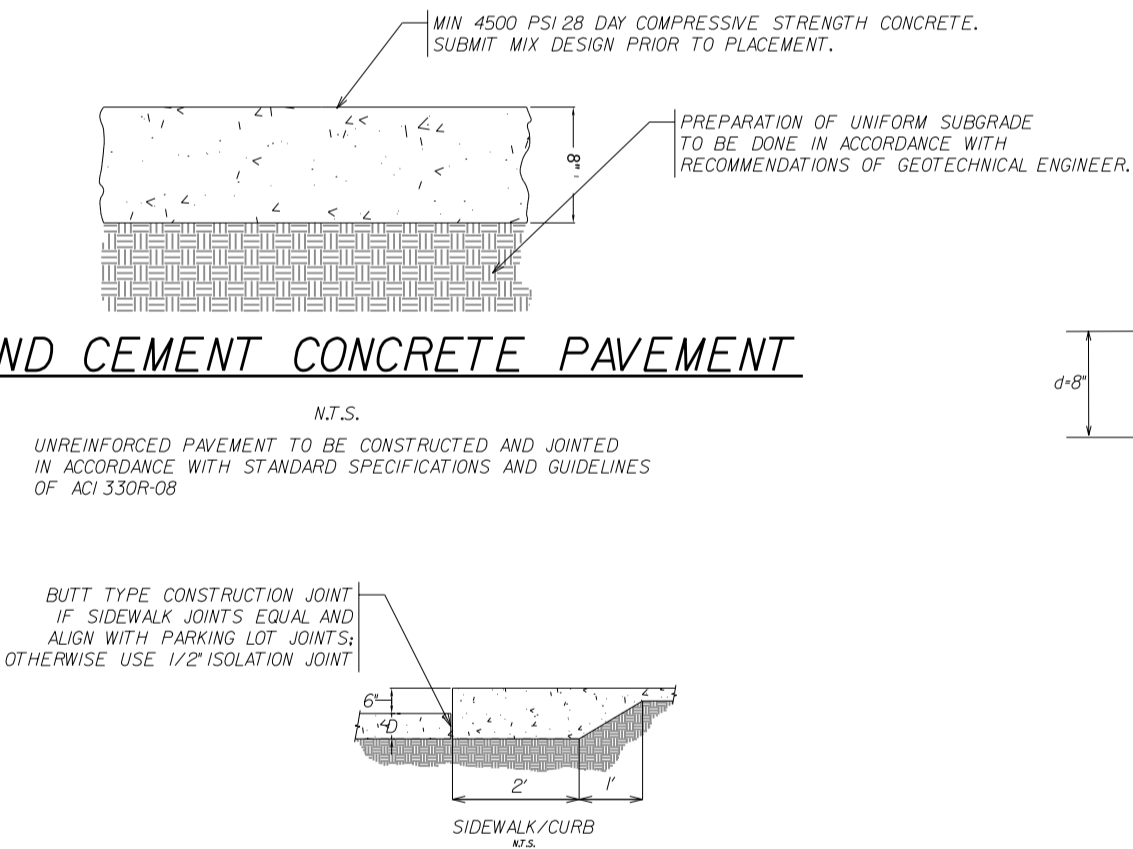 MIN 4500 PSI 28 DAY COMPRESSIVE STRENGTH CONCRETE.
SUBMIT MIX DESIGN PRIOR TO PLACEMENT.
PREPARATION OF UNIFORM SUBGRADE
TO BE DONE IN ACCORDANCE WITH
RECOMMENDATIONS OF GEOTECHNICAL ENGINEER.
8"
ND CEMENT CONCRETE PAVEMENT
d=8"
N.T.S.
UNREINFORCED PAVEMENT TO BE CONSTRUCTED AND JOINTED
IN ACCORDANCE WITH STANDARD SPECIFICATIONS AND GUIDELINES
OF ACI 330R-08
BUTT TYPE CONSTRUCTION JOINT
IF SIDEWALK JOINTS EQUAL AND
ALIGN WITH PARKING LOT JOINTS;
OTHERWISE USE 1/2" ISOLATION JOINT
6"
D
2' 1'
SIDEWALK/CURB
N.T.S.